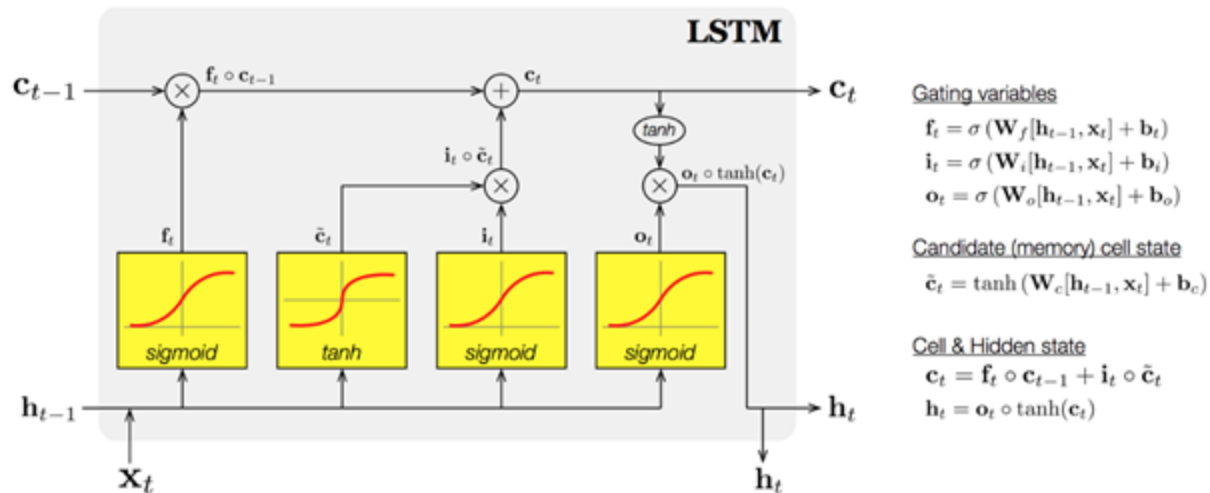 LSTM
c_{t−1}
f_t ∘ c_{t−1}
c_t
c_t
tanh
i_t ∘ c̃_t
o_t ∘ tanh(c_t)
f_t
c̃_t
i_t
o_t
sigmoid
tanh
sigmoid
sigmoid
h_{t−1}
h_t
x_t
h_t
Gating variables
f_t = σ (W_f[h_{t−1}, x_t] + b_t)
i_t = σ (W_i[h_{t−1}, x_t] + b_i)
o_t = σ (W_o[h_{t−1}, x_t] + b_o)
Candidate (memory) cell state
c̃_t = tanh (W_c[h_{t−1}, x_t] + b_c)
Cell & Hidden state
c_t = f_t ∘ c_{t−1} + i_t ∘ c̃_t
h_t = o_t ∘ tanh(c_t)